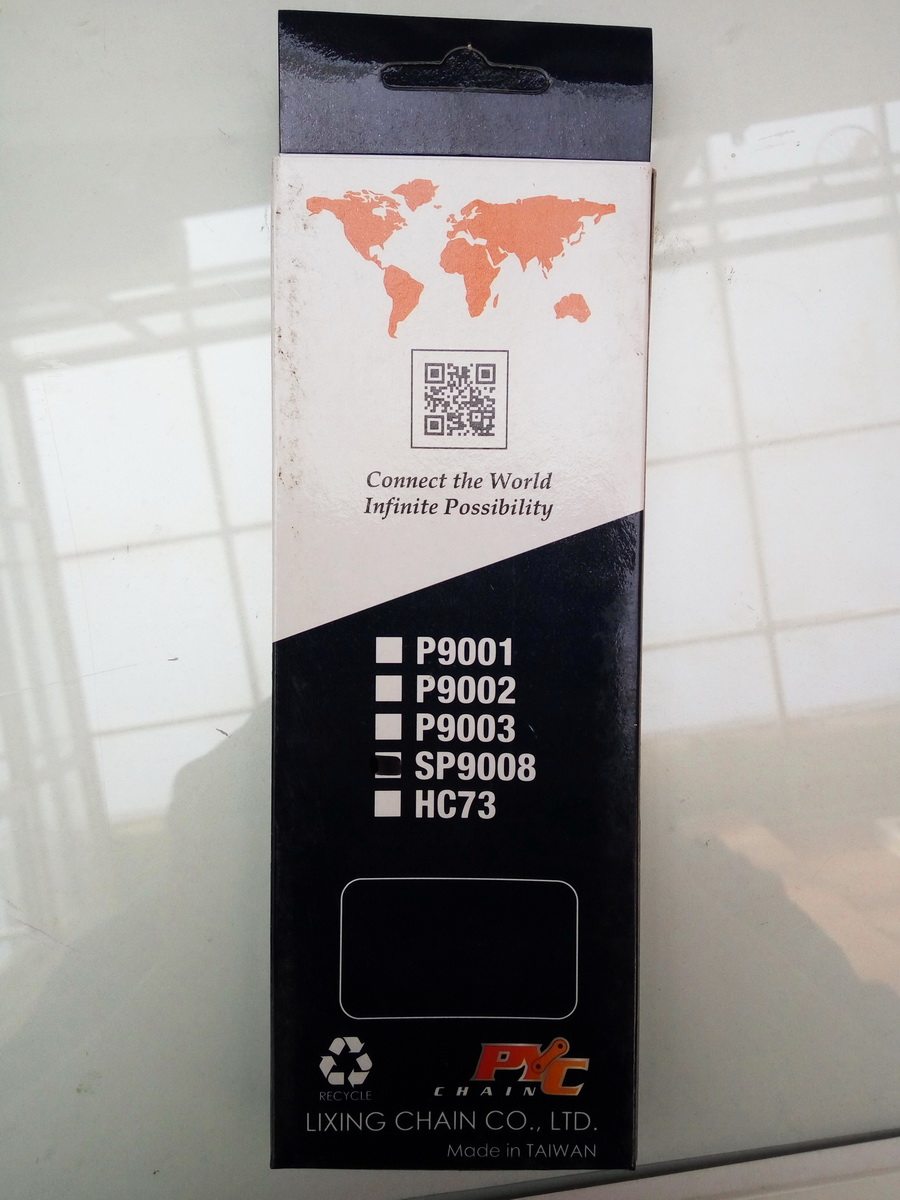 Connect the World
Infinite Possibility
P9001
P9002
P9003
SP9008
HC73
RECYCLE
PYC
CHAIN
LIXING CHAIN CO., LTD.
Made in TAIWAN